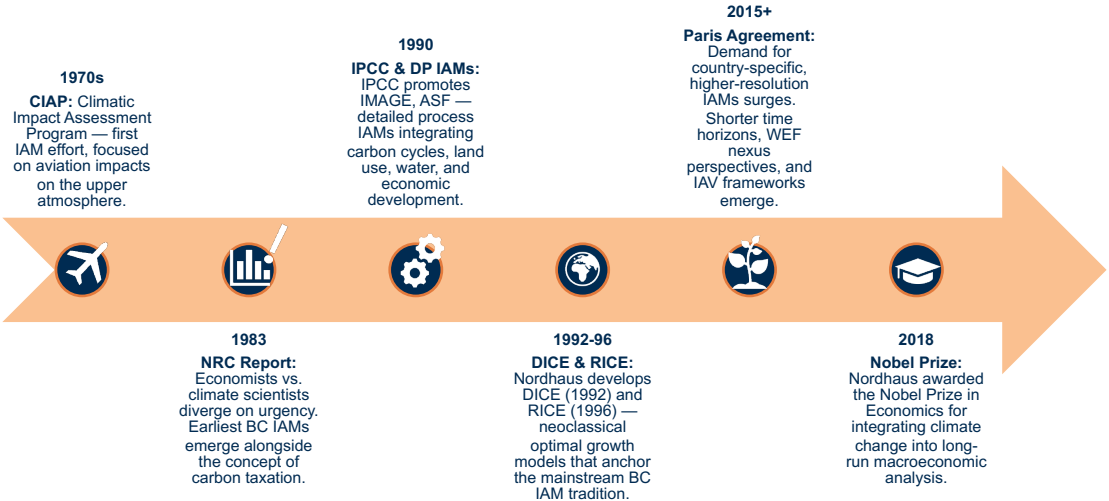 1970s
CIAP: Climatic
Impact Assessment
Program — first
IAM effort, focused
on aviation impacts
on the upper
atmosphere.
1983
NRC Report:
Economists vs.
climate scientists
diverge on urgency.
Earliest BC IAMs
emerge alongside
the concept of
carbon taxation.
1990
IPCC & DP IAMs:
IPCC promotes
IMAGE, ASF —
detailed process
IAMs integrating
carbon cycles, land
use, water, and
economic
development.
1992-96
DICE & RICE:
Nordhaus develops
DICE (1992) and
RICE (1996) —
neoclassical
optimal growth
models that anchor
the mainstream BC
IAM tradition.
2015+
Paris Agreement:
Demand for
country-specific,
higher-resolution
IAMs surges.
Shorter time
horizons, WEF
nexus
perspectives, and
IAV frameworks
emerge.
2018
Nobel Prize:
Nordhaus awarded
the Nobel Prize in
Economics for
integrating climate
change into long-
run macroeconomic
analysis.